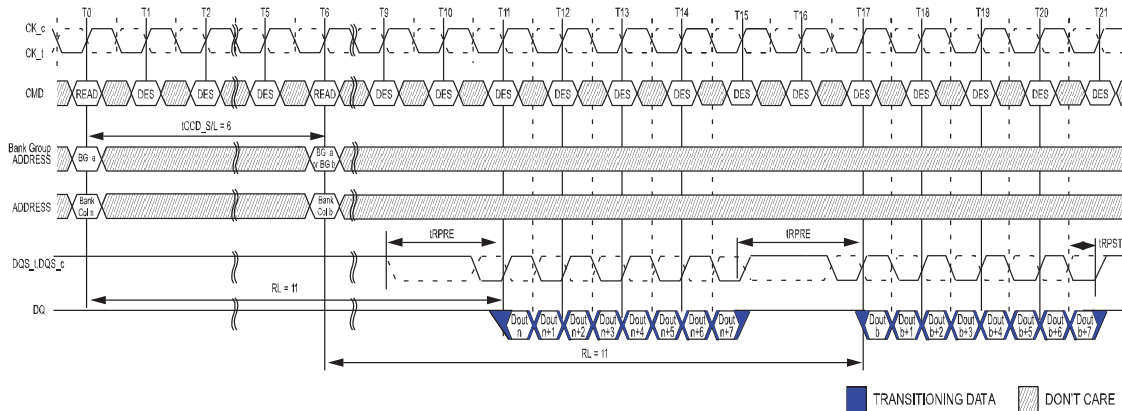 T0 T1 T2 T5 T6 T9 T10 T11 T12 T13 T14 T15 T16 T17 T18 T19 T20 T21
CK_c
CK_t
CMD READ DES DES DES READ DES DES DES DES DES DES DES DES DES DES DES DES DES
tCCD_S/L = 6
Bank Group
ADDRESS BG a BG a
or BG b
ADDRESS Bank
Col n Bank
Col b
tRPRE tRPRE tRPST
DQS_t,DQS_c
RL = 11
DQ Dout
n Dout
n+1 Dout
n+2 Dout
n+3 Dout
n+4 Dout
n+5 Dout
n+6 Dout
n+7 Dout
b Dout
b+1 Dout
b+2 Dout
b+3 Dout
b+4 Dout
b+5 Dout
b+6 Dout
b+7
RL = 11
TRANSITIONING DATA DON'T CARE